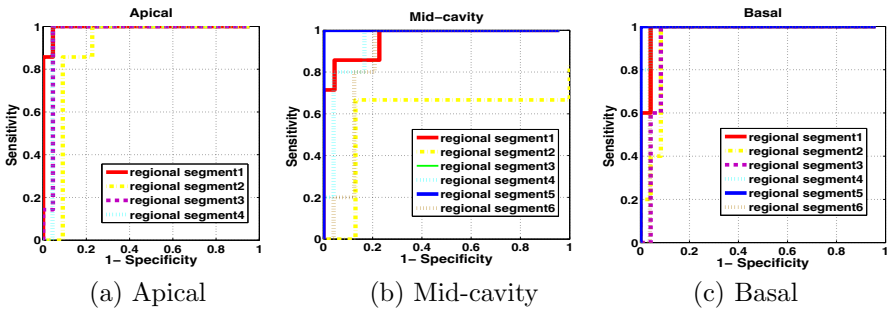 Apical
Sensitivity
1
0.8
0.6
0.4
0.2
0
regional segment1
regional segment2
regional segment3
regional segment4
0 0.2 0.4 0.6 0.8 1
1− Specificity
(a) Apical
Mid−cavity
Sensitivity
1
0.8
0.6
0.4
0.2
0
regional segment1
regional segment2
regional segment3
regional segment4
regional segment5
regional segment6
0 0.2 0.4 0.6 0.8 1
1− Specificity
(b) Mid-cavity
Basal
Sensitivity
1
0.8
0.6
0.4
0.2
0
regional segment1
regional segment2
regional segment3
regional segment4
regional segment5
regional segment6
0 0.2 0.4 0.6 0.8 1
1− Specificity
(c) Basal